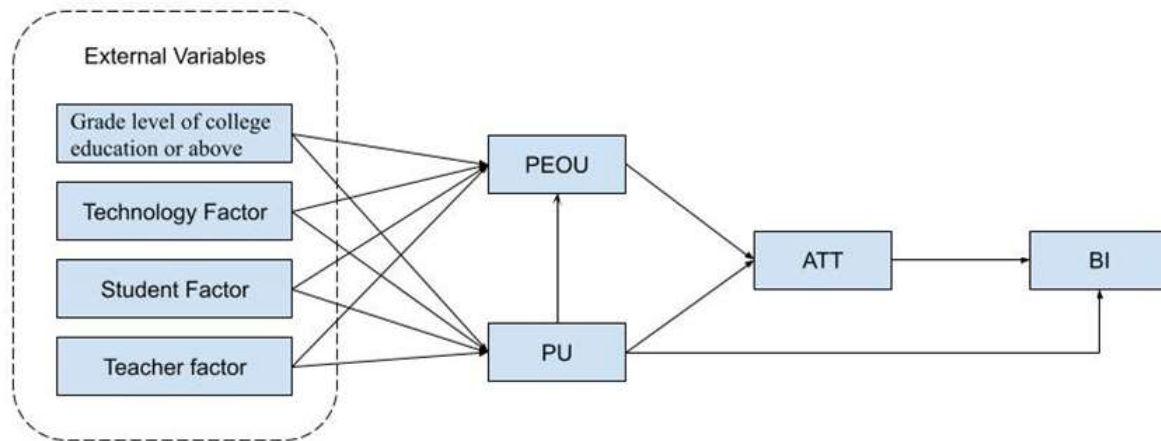 External Variables
Grade level of college
education or above
Technology Factor
Student Factor
Teacher factor
PEOU
PU
ATT
BI